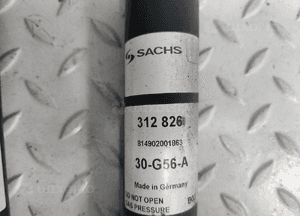 SACHS
312 826
814902001863
30-G56-A
Made in Germany
DO NOT OPEN
GAS PRESSURE